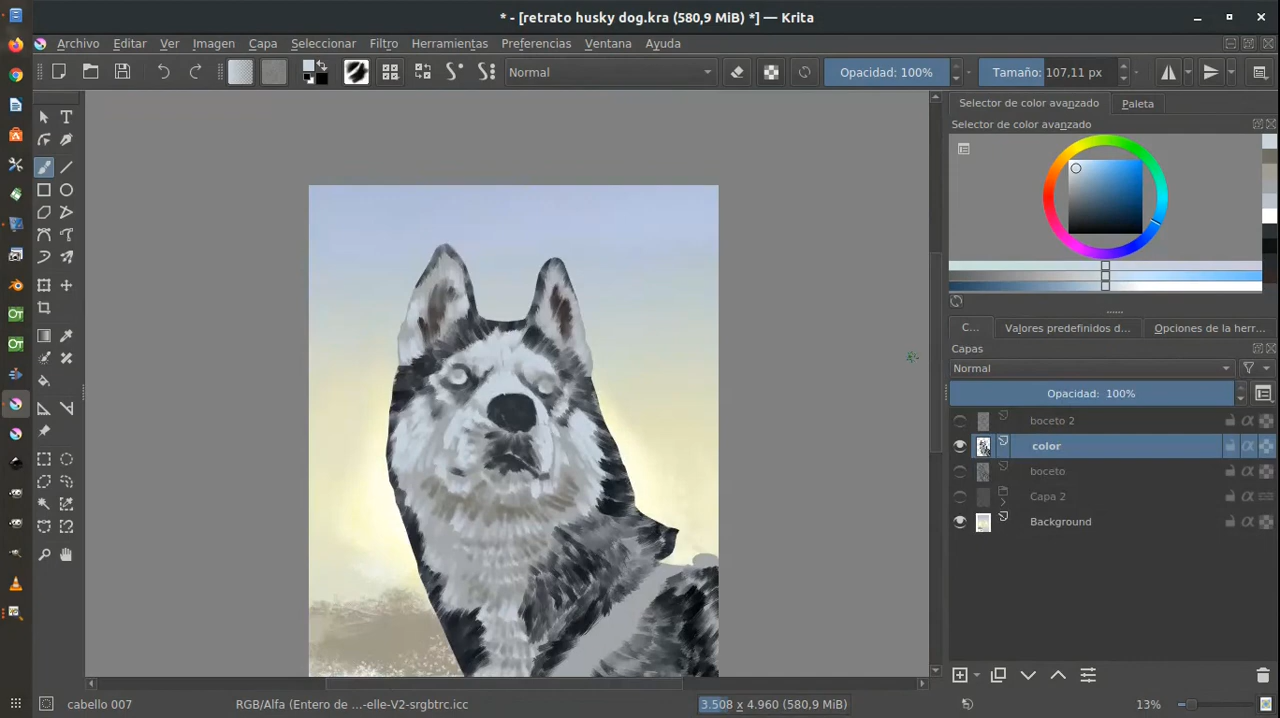 * - [retrato husky dog.kra (580,9 MiB) *] — Krita
Archivo Editar Ver Imagen Capa Seleccionar Filtro Herramientas Preferencias Ventana Ayuda
Normal Opacidad: 100% Tamaño: 107,11 px
Selector de color avanzado Paleta
Selector de color avanzado
C... Valores predefinidos d... Opciones de la herr...
Capas
Normal
Opacidad: 100%
boceto 2
color
boceto
Capa 2
Background
cabello 007 RGB/Alfa (Entero de ...-elle-V2-srgbtrc.icc 3.508 x 4.960 (580,9 MiB) 13%